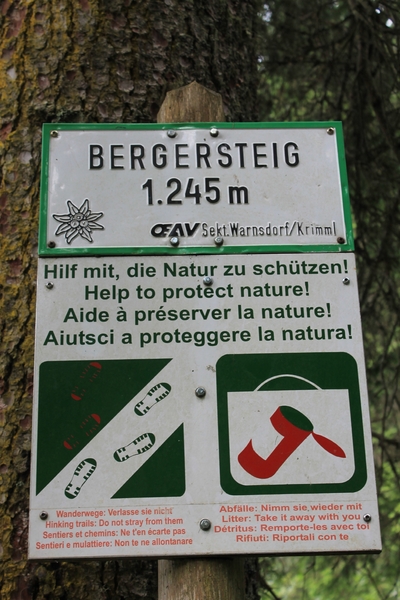 BERGERSTEIG
1.245 m
OEAV Sekt.Warnsdorf/Krimml
Hilf mit, die Natur zu schützen!
Help to protect nature!
Aide à préserver la nature!
Aiutsci a proteggere la natura!
Wanderwege: Verlasse sie nicht
Hinking trails: Do not stray from them
Sentiers et chemins: Ne t'en écarte pas
Sentieri e mulattiere: Non te ne allontanare
Abfälle: Nimm sie wieder mit
Litter: Take it away with you
Détritus: Remporte-les avec toi
Rifiuti: Riportali con te